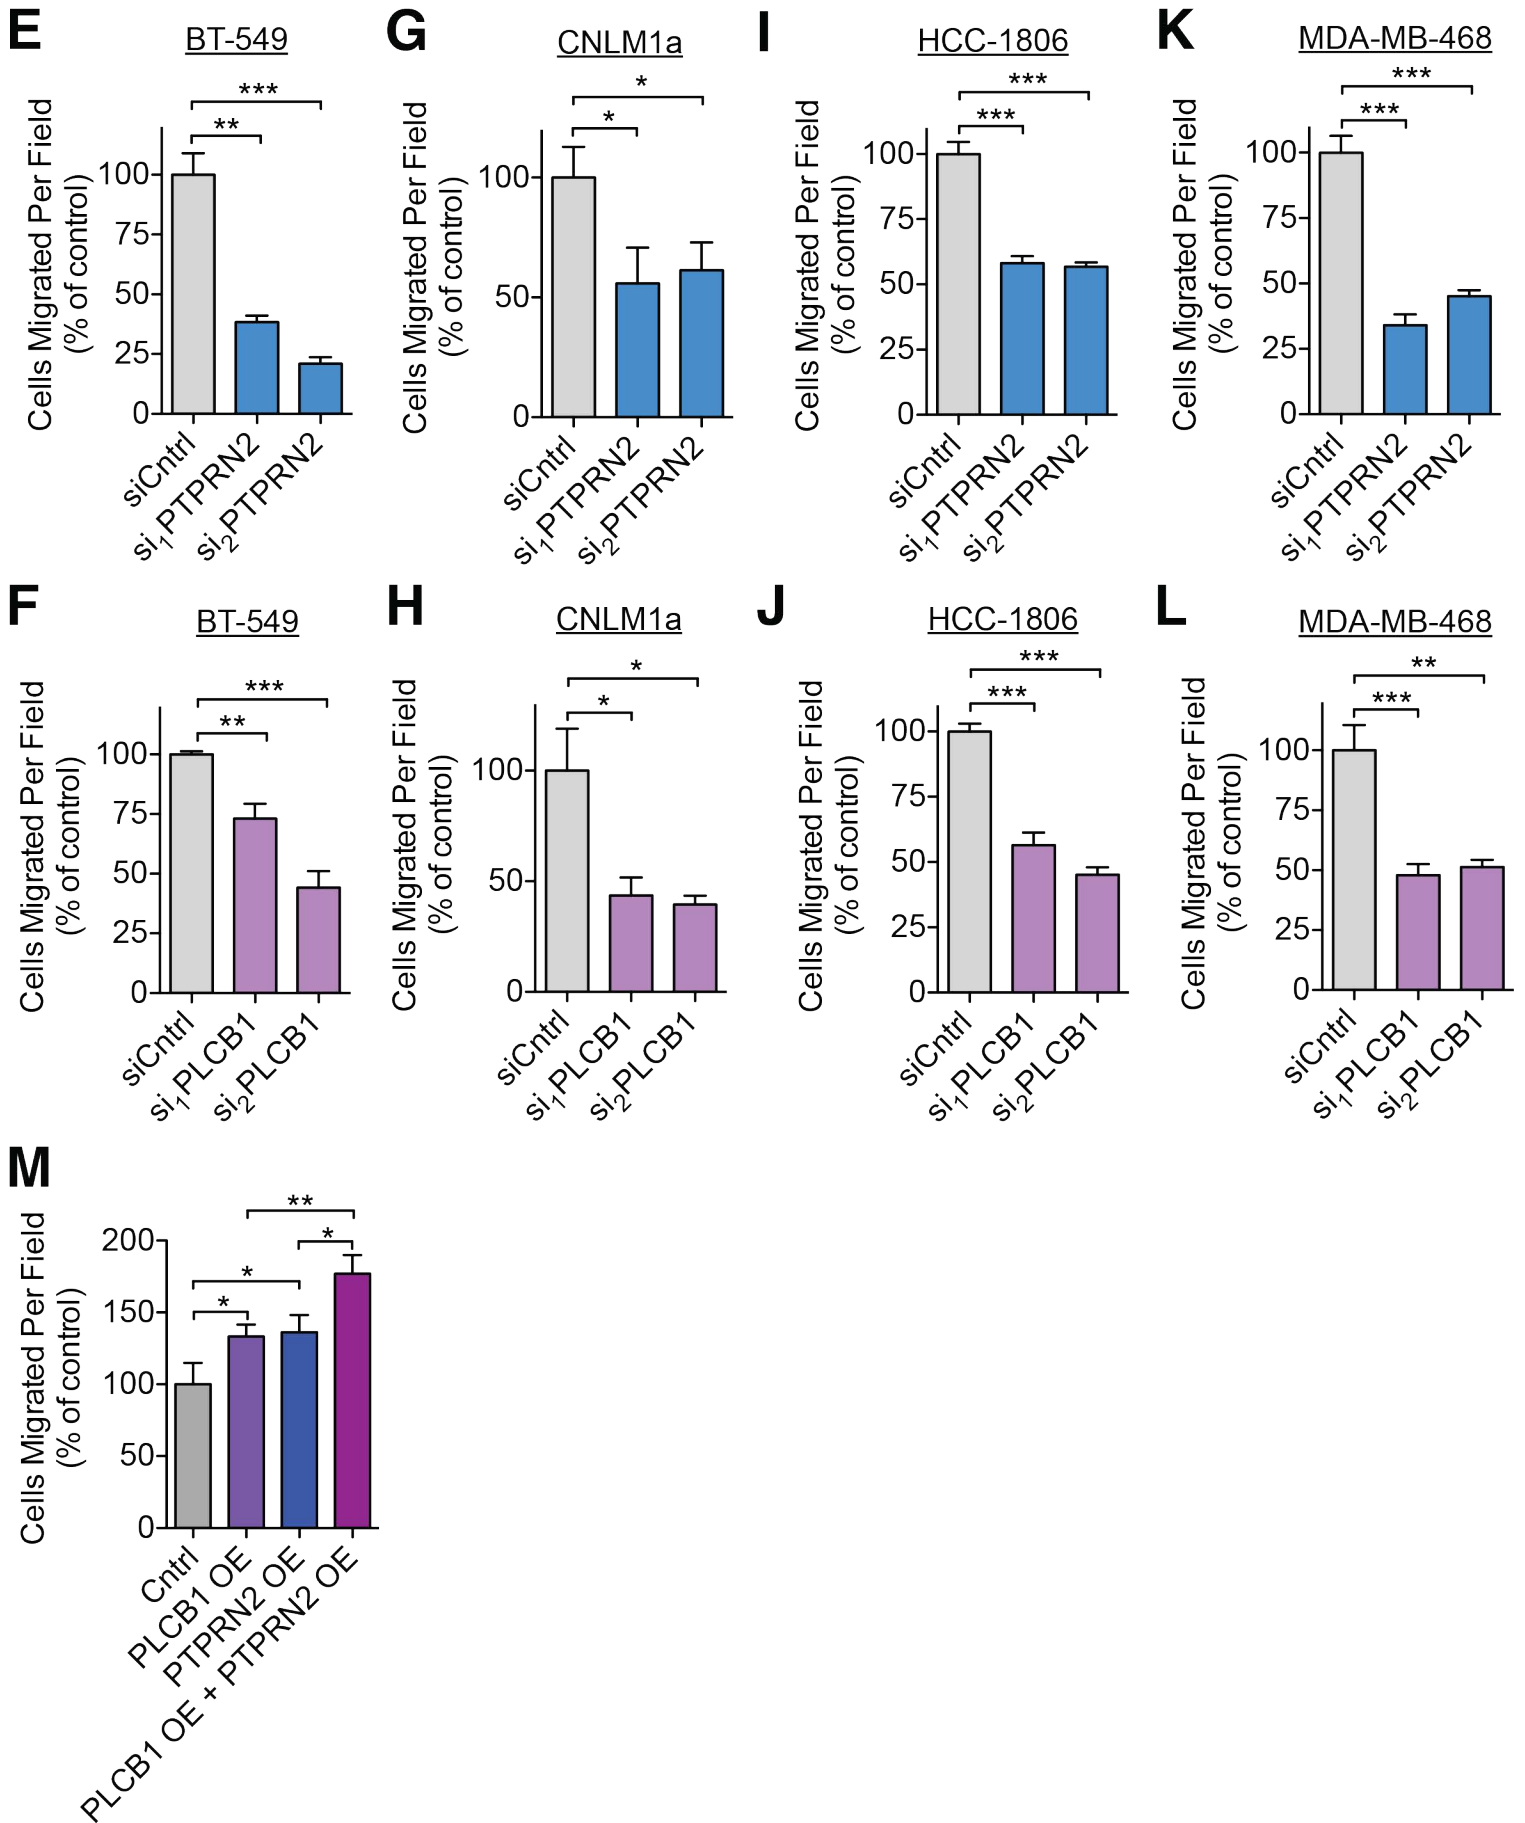 E
BT-549
***
**
Cells Migrated Per Field
(% of control)
100
75
50
25
0
siCntrl
si1PTPRN2
si2PTPRN2
G
CNLM1a
*
*
Cells Migrated Per Field
(% of control)
100
50
0
siCntrl
si1PTPRN2
si2PTPRN2
I
HCC-1806
***
***
Cells Migrated Per Field
(% of control)
100
75
50
25
0
siCntrl
si1PTPRN2
si2PTPRN2
K
MDA-MB-468
***
***
Cells Migrated Per Field
(% of control)
100
75
50
25
0
siCntrl
si1PTPRN2
si2PTPRN2
F
BT-549
***
**
Cells Migrated Per Field
(% of control)
100
75
50
25
0
siCntrl
si1PLCB1
si2PLCB1
H
CNLM1a
*
*
Cells Migrated Per Field
(% of control)
100
50
0
siCntrl
si1PLCB1
si2PLCB1
J
HCC-1806
***
***
Cells Migrated Per Field
(% of control)
100
75
50
25
0
siCntrl
si1PLCB1
si2PLCB1
L
MDA-MB-468
**
***
Cells Migrated Per Field
(% of control)
100
75
50
25
0
siCntrl
si1PLCB1
si2PLCB1
M
**
*
*
*
Cells Migrated Per Field
(% of control)
200
150
100
50
0
Cntrl
PLCB1 OE
PTPRN2 OE
PLCB1 OE + PTPRN2 OE